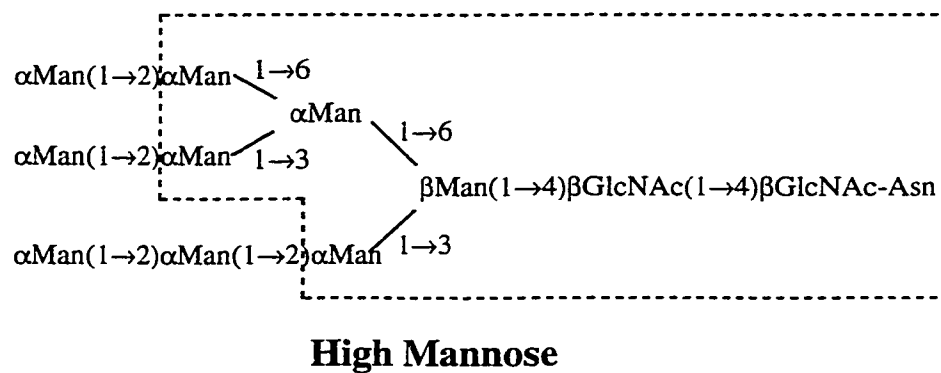 αMan(1→2)αMan 1→6
αMan
αMan(1→2)αMan 1→3 1→6
βMan(1→4)βGlcNAc(1→4)βGlcNAc-Asn
αMan(1→2)αMan(1→2)αMan 1→3
High Mannose